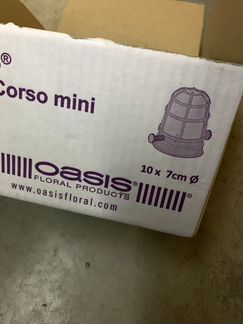 ®
Corso mini
10 x 7cm Ø
OASIS®
FLORAL PRODUCTS
www.oasisfloral.com